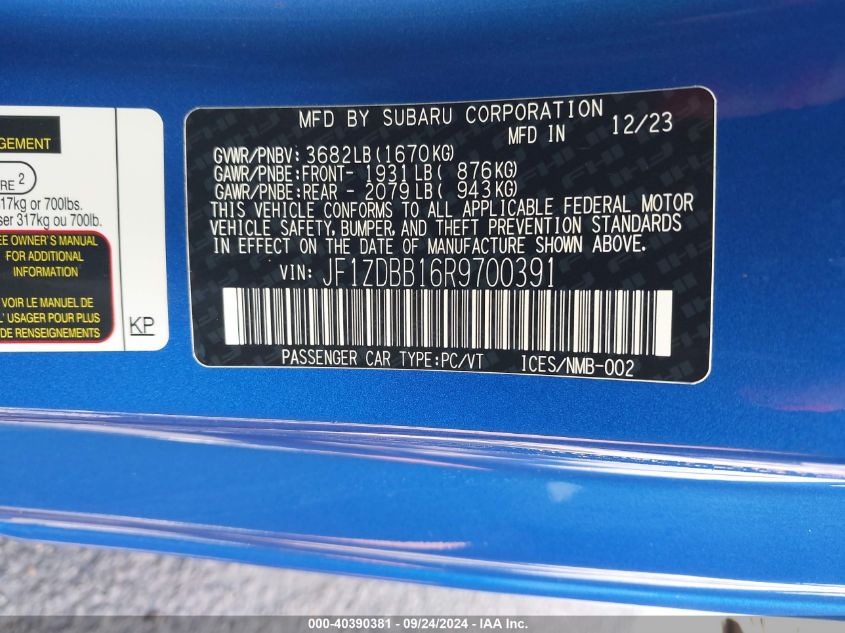 MFD BY SUBARU CORPORATION
MFD IN 12/23
GVWR/PNBV: 3682LB(1670KG)
GAWR/PNBE:FRONT- 1931LB( 876KG)
GAWR/PNBE:REAR - 2079LB( 943KG)
THIS VEHICLE CONFORMS TO ALL APPLICABLE FEDERAL MOTOR
VEHICLE SAFETY, BUMPER, AND THEFT PREVENTION STANDARDS
IN EFFECT ON THE DATE OF MANUFACTURE SHOWN ABOVE.
VIN: JF1ZDBB16R9700391
PASSENGER CAR TYPE:PC/VT ICES/NMB-002
2
17kg or 700lbs.
ser 317kg ou 700lb.
OWNER'S MANUAL
FOR ADDITIONAL
INFORMATION
VOIR LE MANUEL DE
L' USAGER POUR PLUS
DE RENSEIGNEMENTS
KP
000-40390381 - 09/24/2024 - IAA Inc.